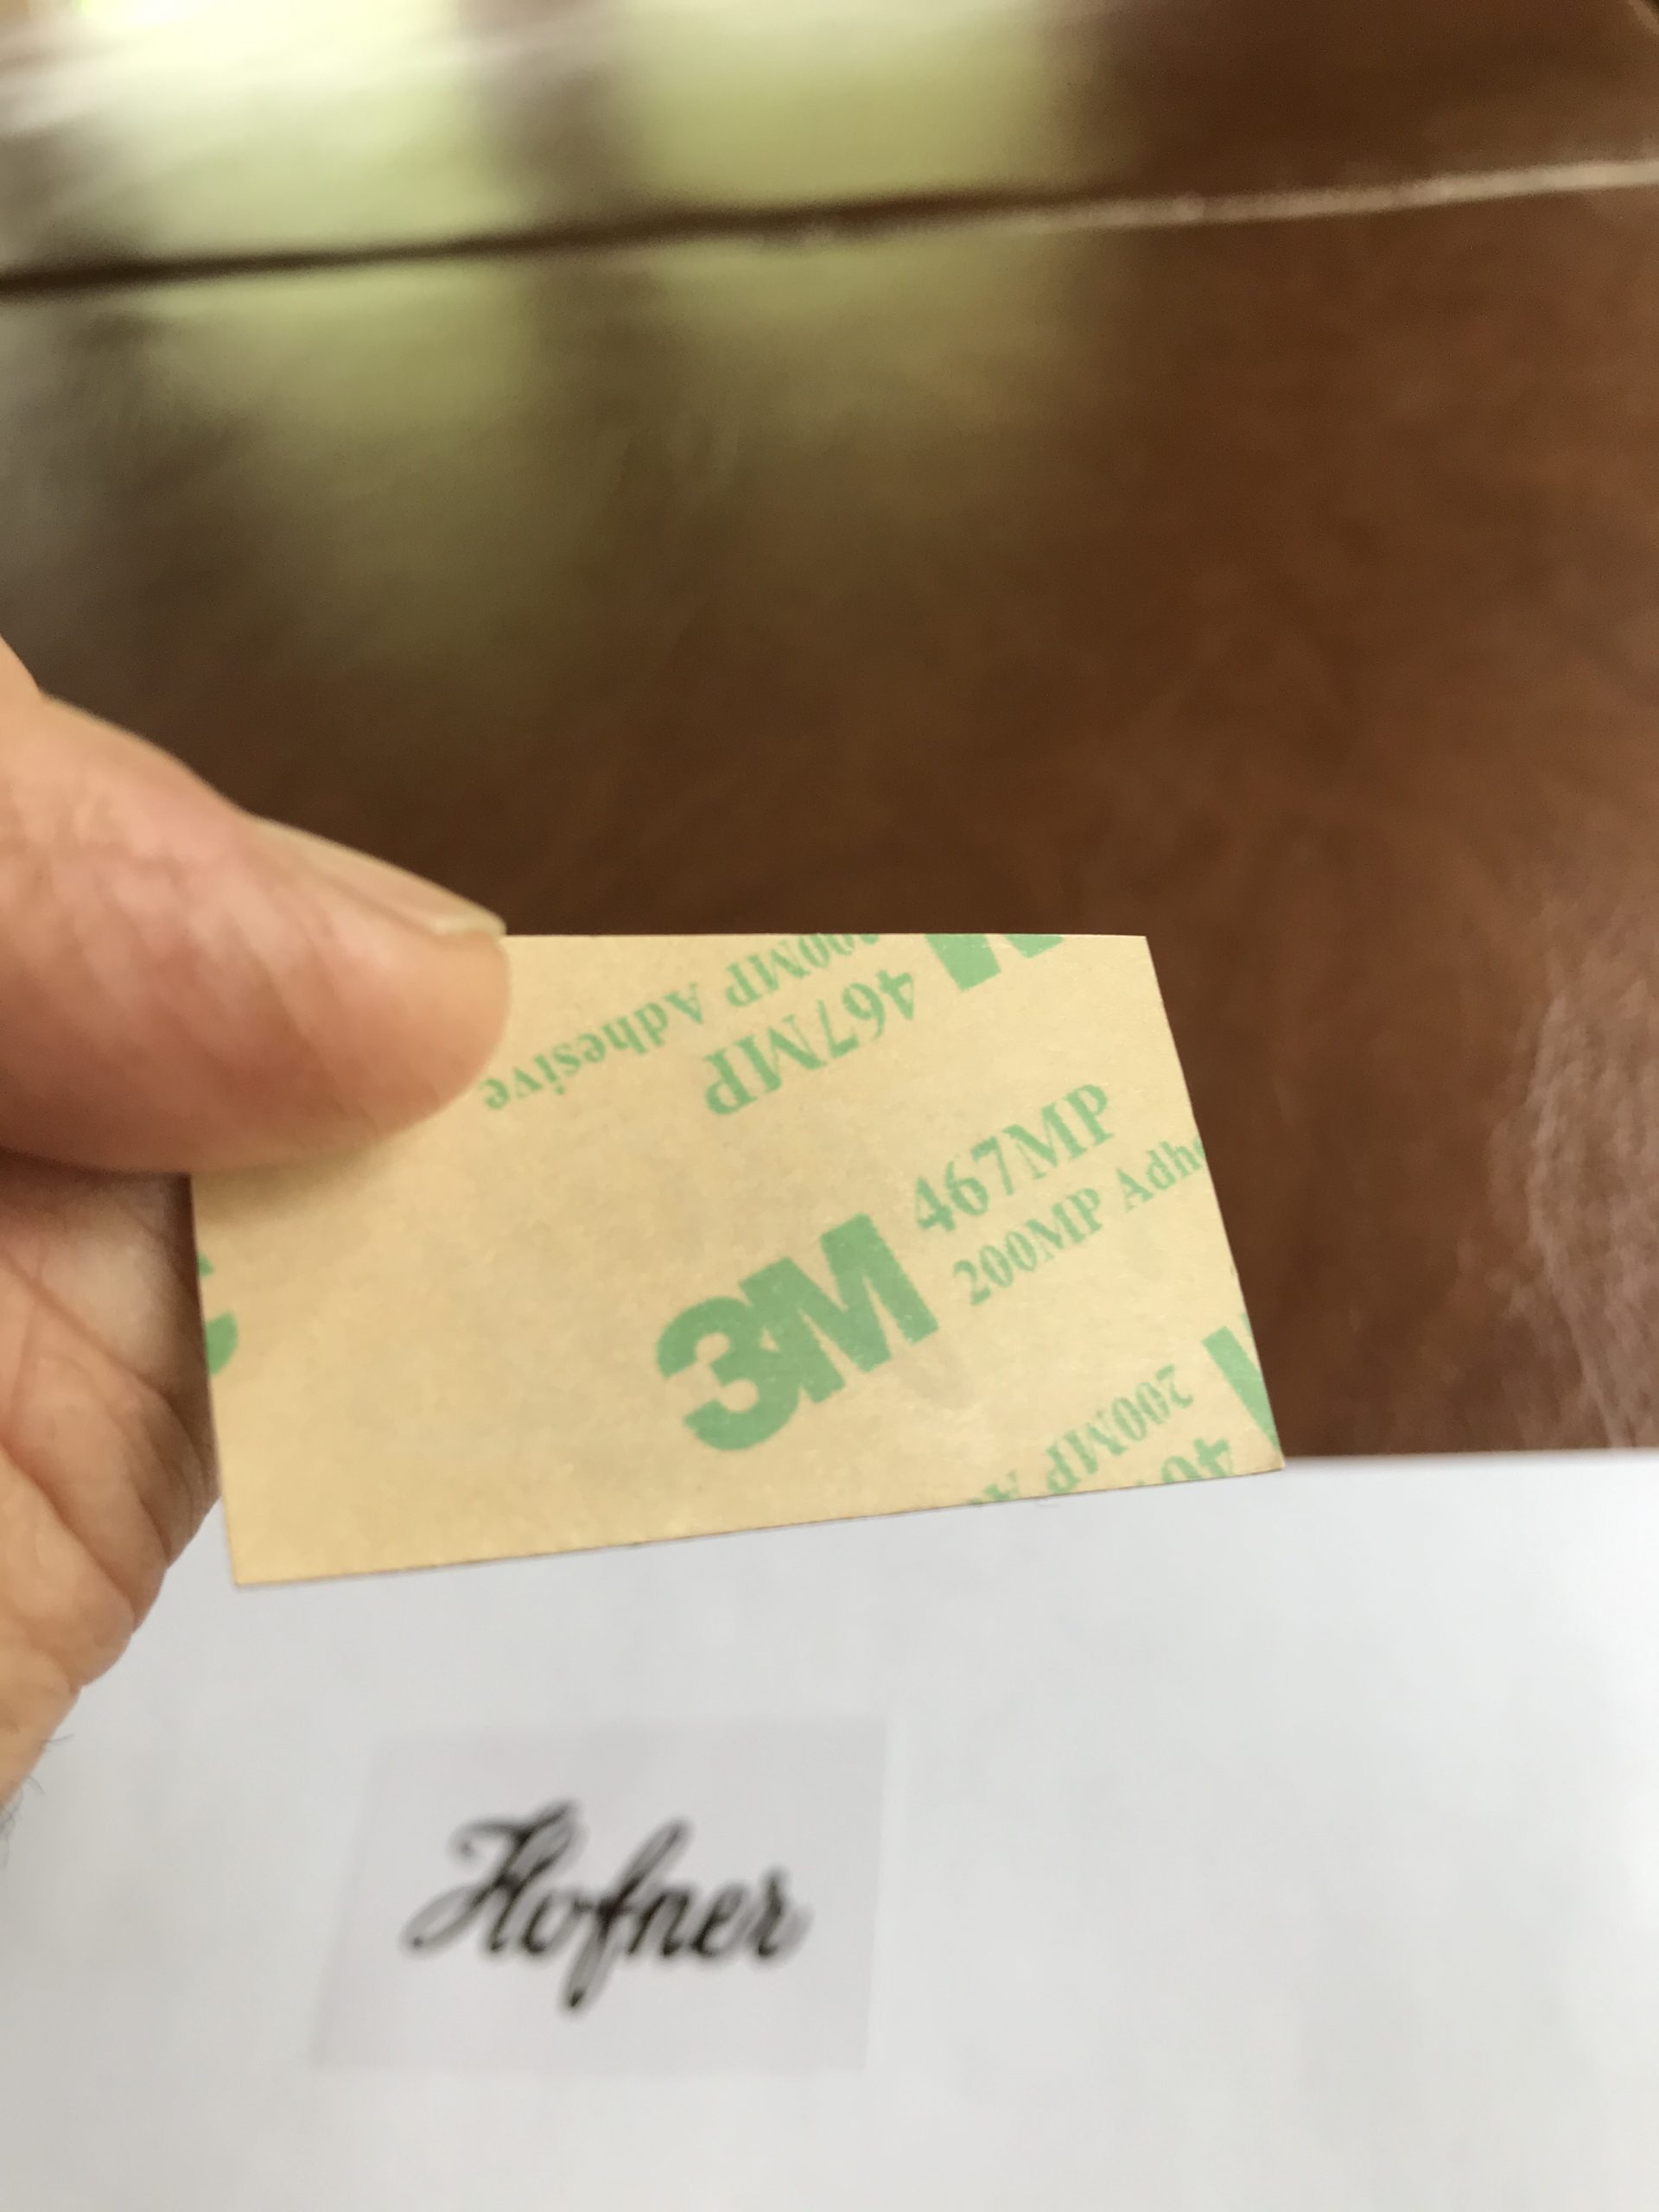 200MP Adhesive
467MP
3M
467MP
200MP Adhe
200MP
Hofner